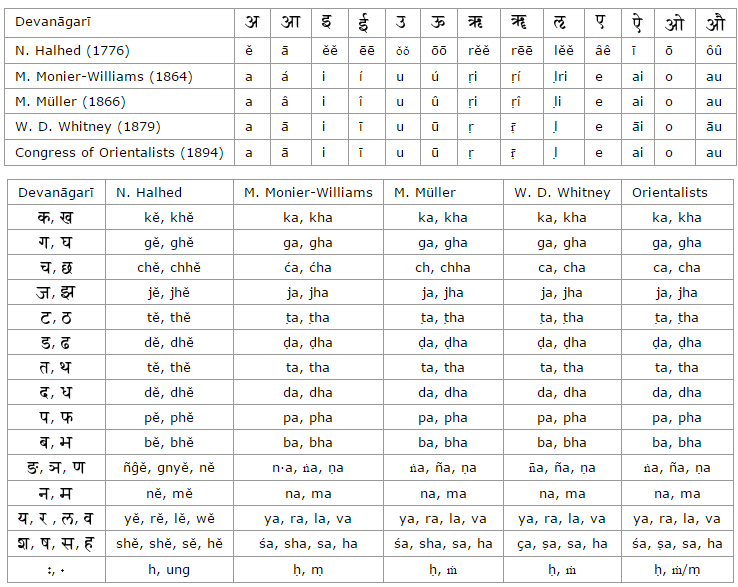 Devanāgarī अ आ इ ई उ ऊ ऋ ॠ ऌ ए ऐ ओ औ
N. Halhed (1776) ĕ ā ĕĕ ēē ŏŏ ōō rĕĕ rēē lĕĕ âê ī ō ôû
M. Monier-Williams (1864) a á i í u ú ṛi ṛí ḷri e ai o au
M. Müller (1866) a â i î u û ṛi ṛî ḷi e ai o au
W. D. Whitney (1879) a ā i ī u ū ṛ ṝ ḷ e āi o āu
Congress of Orientalists (1894) a ā i ī u ū ṛ ṝ ḷ e ai o au
Devanāgarī N. Halhed M. Monier-Williams M. Müller W. D. Whitney Orientalists
क, ख kĕ, khĕ ka, kha ka, kha ka, kha ka, kha
ग, घ gĕ, ghĕ ga, gha ga, gha ga, gha ga, gha
च, छ chĕ, chhĕ ća, ćha ch, chha ca, cha ca, cha
ज, झ jĕ, jhĕ ja, jha ja, jha ja, jha ja, jha
ट, ठ tĕ, thĕ ṭa, ṭha ṭa, ṭha ṭa, ṭha ṭa, ṭha
ड, ढ dĕ, dhĕ ḍa, ḍha ḍa, ḍha ḍa, ḍha ḍa, ḍha
त, थ tĕ, thĕ ta, tha ta, tha ta, tha ta, tha
द, ध dĕ, dhĕ da, dha da, dha da, dha da, dha
प, फ pĕ, phĕ pa, pha pa, pha pa, pha pa, pha
ब, भ bĕ, bhĕ ba, bha ba, bha ba, bha ba, bha
ङ, ञ, ण ñĝĕ, gnyĕ, nĕ n·a, ṅa, ṇa ṅa, ña, ṇa n̄a, ña, ṇa ṅa, ña, ṇa
न, म nĕ, mĕ na, ma na, ma na, ma na, ma
य, र, ल, व yĕ, rĕ, lĕ, wĕ ya, ra, la, va ya, ra, la, va ya, ra, la, va ya, ra, la, va
श, ष, स, ह shĕ, shĕ, sĕ, hĕ śa, sha, sa, ha śa, sha, sa, ha ça, ṣa, sa, ha śa, ṣa, sa, ha
ः, ं h, ung ḥ, ṃ ḥ, ṁ ḥ, ṁ ḥ, ṁ/ṃ